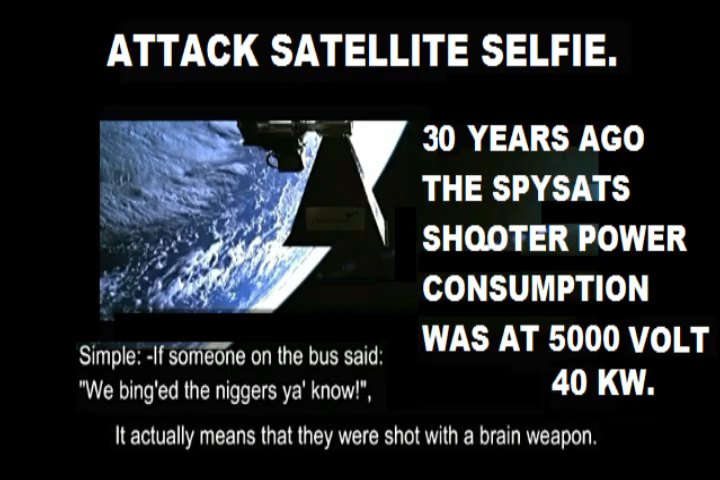 ATTACK SATELLITE SELFIE.
30 YEARS AGO
THE SPYSATS
SHOOTER POWER
CONSUMPTION
WAS AT 5000 VOLT
40 KW.
Simple: -If someone on the bus said:
"We bing'ed the niggers ya' know!",
It actually means that they were shot with a brain weapon.